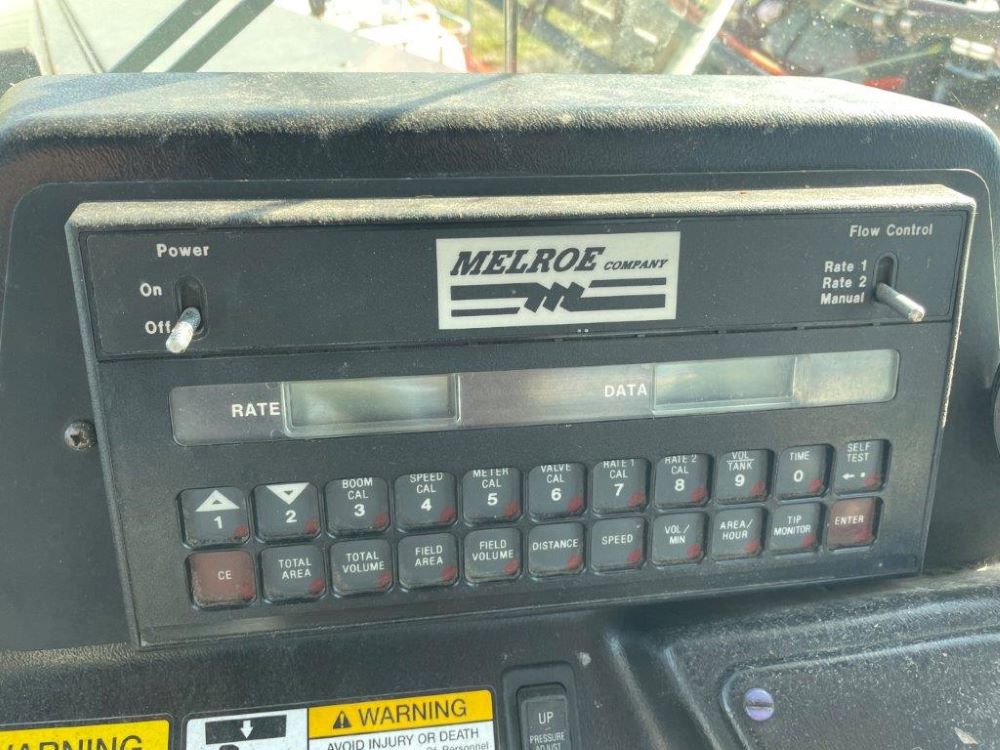 Power
On
Off
MELROE COMPANY
Flow Control
Rate 1
Rate 2
Manual
RATE
DATA
1
2
BOOM
CAL
3
SPEED
CAL
4
METER
CAL
5
VALVE
CAL
6
RATE 1
CAL
7
RATE 2
CAL
8
VOL
TANK
9
TIME
0
SELF
TEST
←•
CE
TOTAL
AREA
TOTAL
VOLUME
FIELD
AREA
FIELD
VOLUME
DISTANCE
SPEED
VOL/
MIN
AREA/
HOUR
TIP
MONITOR
ENTER
WARNING
WARNING
AVOID INJURY OR DEATH
Of Personnel
UP
PRESSURE
ADJUST